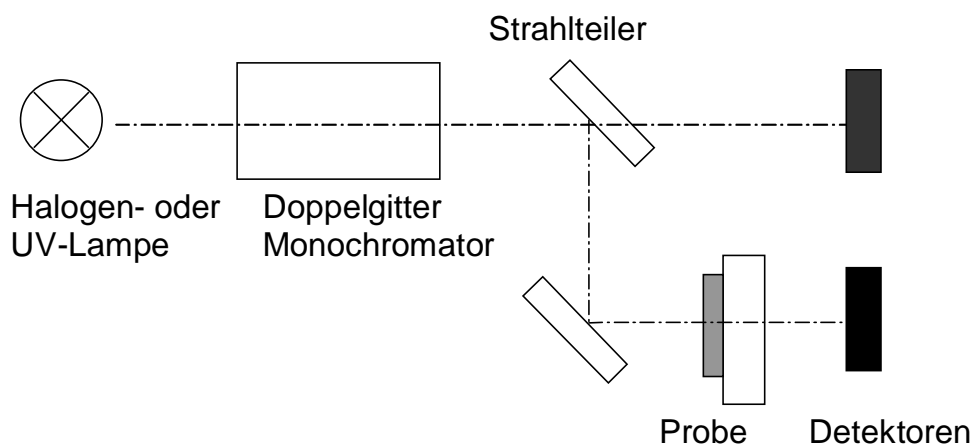 Strahlteiler
Halogen- oder
UV-Lampe
Doppelgitter
Monochromator
Probe
Detektoren